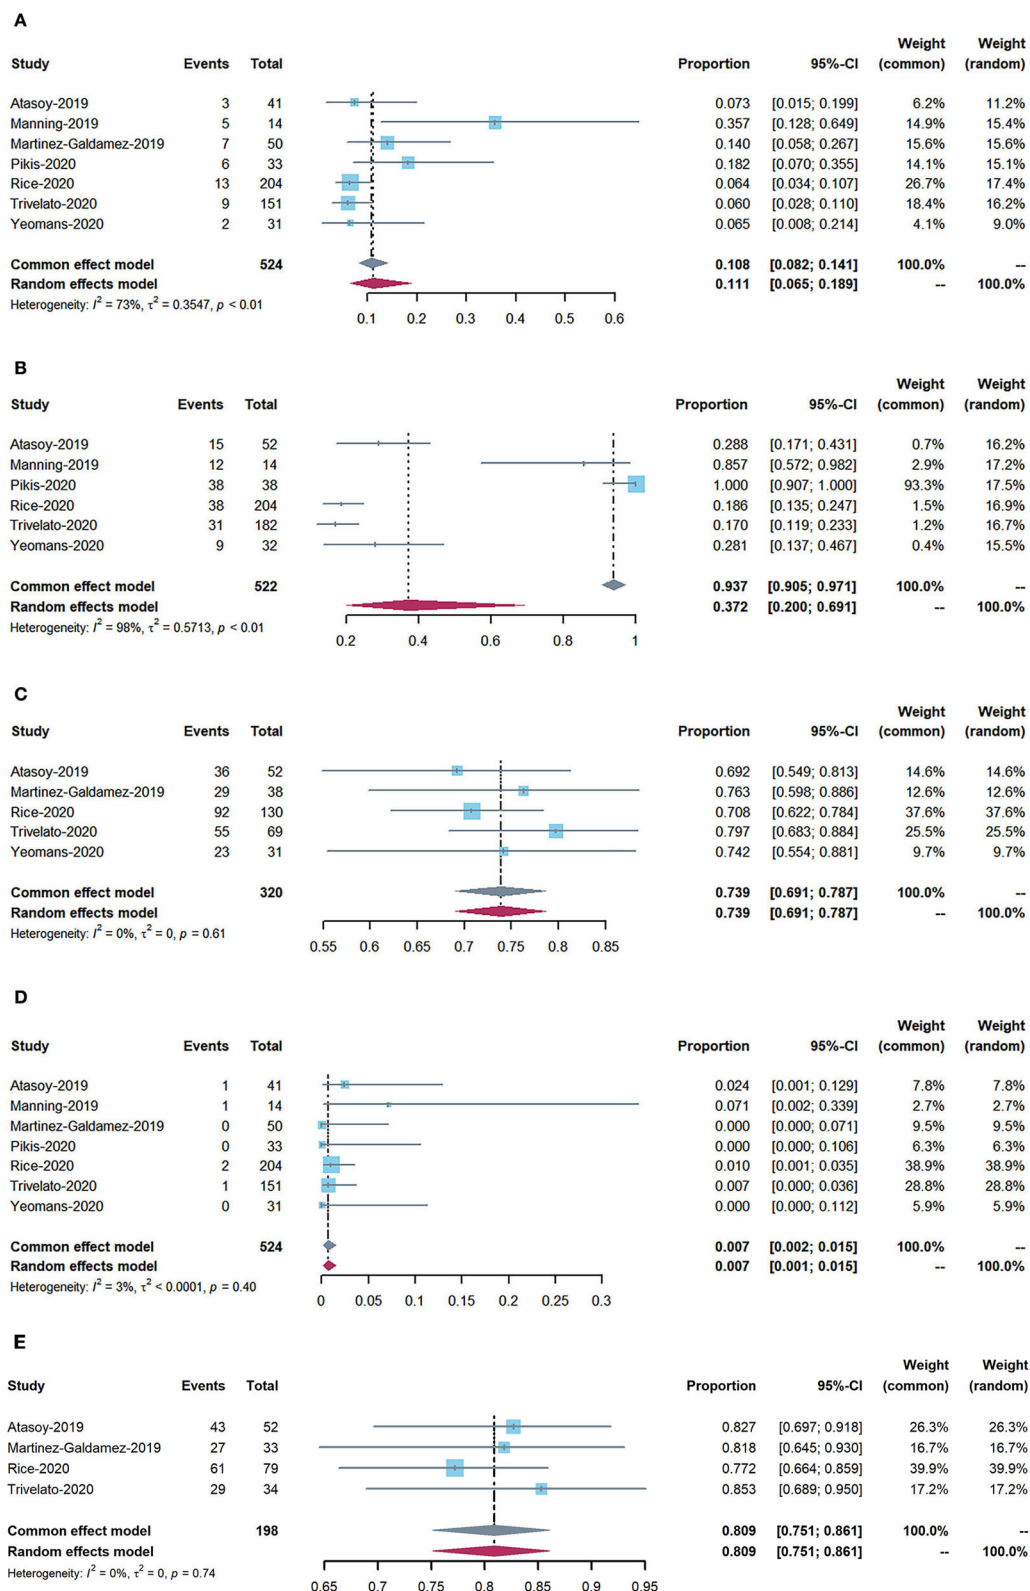 A
Weight Weight
Study Events Total Proportion 95%-CI (common) (random)
Atasoy-2019 3 41 0.073 [0.015; 0.199] 6.2% 11.2%
Manning-2019 5 14 0.357 [0.128; 0.649] 14.9% 15.4%
Martinez-Galdamez-2019 7 50 0.140 [0.058; 0.267] 15.6% 15.6%
Pikis-2020 6 33 0.182 [0.070; 0.355] 14.1% 15.1%
Rice-2020 13 204 0.064 [0.034; 0.107] 26.7% 17.4%
Trivelato-2020 9 151 0.060 [0.028; 0.110] 18.4% 16.2%
Yeomans-2020 2 31 0.065 [0.008; 0.214] 4.1% 9.0%
Common effect model 524 0.108 [0.082; 0.141] 100.0% --
Random effects model 0.111 [0.065; 0.189] -- 100.0%
Heterogeneity: I² = 73%, τ² = 0.3547, p < 0.01
0.1 0.2 0.3 0.4 0.5 0.6
B
Weight Weight
Study Events Total Proportion 95%-CI (common) (random)
Atasoy-2019 15 52 0.288 [0.171; 0.431] 0.7% 16.2%
Manning-2019 12 14 0.857 [0.572; 0.982] 2.9% 17.2%
Pikis-2020 38 38 1.000 [0.907; 1.000] 93.3% 17.5%
Rice-2020 38 204 0.186 [0.135; 0.247] 1.5% 16.9%
Trivelato-2020 31 182 0.170 [0.119; 0.233] 1.2% 16.7%
Yeomans-2020 9 32 0.281 [0.137; 0.467] 0.4% 15.5%
Common effect model 522 0.937 [0.905; 0.971] 100.0% --
Random effects model 0.372 [0.200; 0.691] -- 100.0%
Heterogeneity: I² = 98%, τ² = 0.5713, p < 0.01
0.2 0.4 0.6 0.8 1
C
Weight Weight
Study Events Total Proportion 95%-CI (common) (random)
Atasoy-2019 36 52 0.692 [0.549; 0.813] 14.6% 14.6%
Martinez-Galdamez-2019 29 38 0.763 [0.598; 0.886] 12.6% 12.6%
Rice-2020 92 130 0.708 [0.622; 0.784] 37.6% 37.6%
Trivelato-2020 55 69 0.797 [0.683; 0.884] 25.5% 25.5%
Yeomans-2020 23 31 0.742 [0.554; 0.881] 9.7% 9.7%
Common effect model 320 0.739 [0.691; 0.787] 100.0% --
Random effects model 0.739 [0.691; 0.787] -- 100.0%
Heterogeneity: I² = 0%, τ² = 0, p = 0.61
0.55 0.6 0.65 0.7 0.75 0.8 0.85
D
Weight Weight
Study Events Total Proportion 95%-CI (common) (random)
Atasoy-2019 1 41 0.024 [0.001; 0.129] 7.8% 7.8%
Manning-2019 1 14 0.071 [0.002; 0.339] 2.7% 2.7%
Martinez-Galdamez-2019 0 50 0.000 [0.000; 0.071] 9.5% 9.5%
Pikis-2020 0 33 0.000 [0.000; 0.106] 6.3% 6.3%
Rice-2020 2 204 0.010 [0.001; 0.035] 38.9% 38.9%
Trivelato-2020 1 151 0.007 [0.000; 0.036] 28.8% 28.8%
Yeomans-2020 0 31 0.000 [0.000; 0.112] 5.9% 5.9%
Common effect model 524 0.007 [0.002; 0.015] 100.0% --
Random effects model 0.007 [0.001; 0.015] -- 100.0%
Heterogeneity: I² = 3%, τ² < 0.0001, p = 0.40
0 0.05 0.1 0.15 0.2 0.25 0.3
E
Weight Weight
Study Events Total Proportion 95%-CI (common) (random)
Atasoy-2019 43 52 0.827 [0.697; 0.918] 26.3% 26.3%
Martinez-Galdamez-2019 27 33 0.818 [0.645; 0.930] 16.7% 16.7%
Rice-2020 61 79 0.772 [0.664; 0.859] 39.9% 39.9%
Trivelato-2020 29 34 0.853 [0.689; 0.950] 17.2% 17.2%
Common effect model 198 0.809 [0.751; 0.861] 100.0% --
Random effects model 0.809 [0.751; 0.861] -- 100.0%
Heterogeneity: I² = 0%, τ² = 0, p = 0.74
0.65 0.7 0.75 0.8 0.85 0.9 0.95